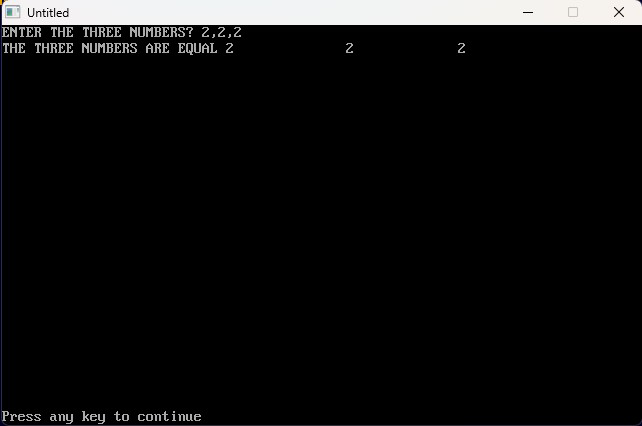 Untitled
ENTER THE THREE NUMBERS? 2,2,2
THE THREE NUMBERS ARE EQUAL 2 2 2
Press any key to continue